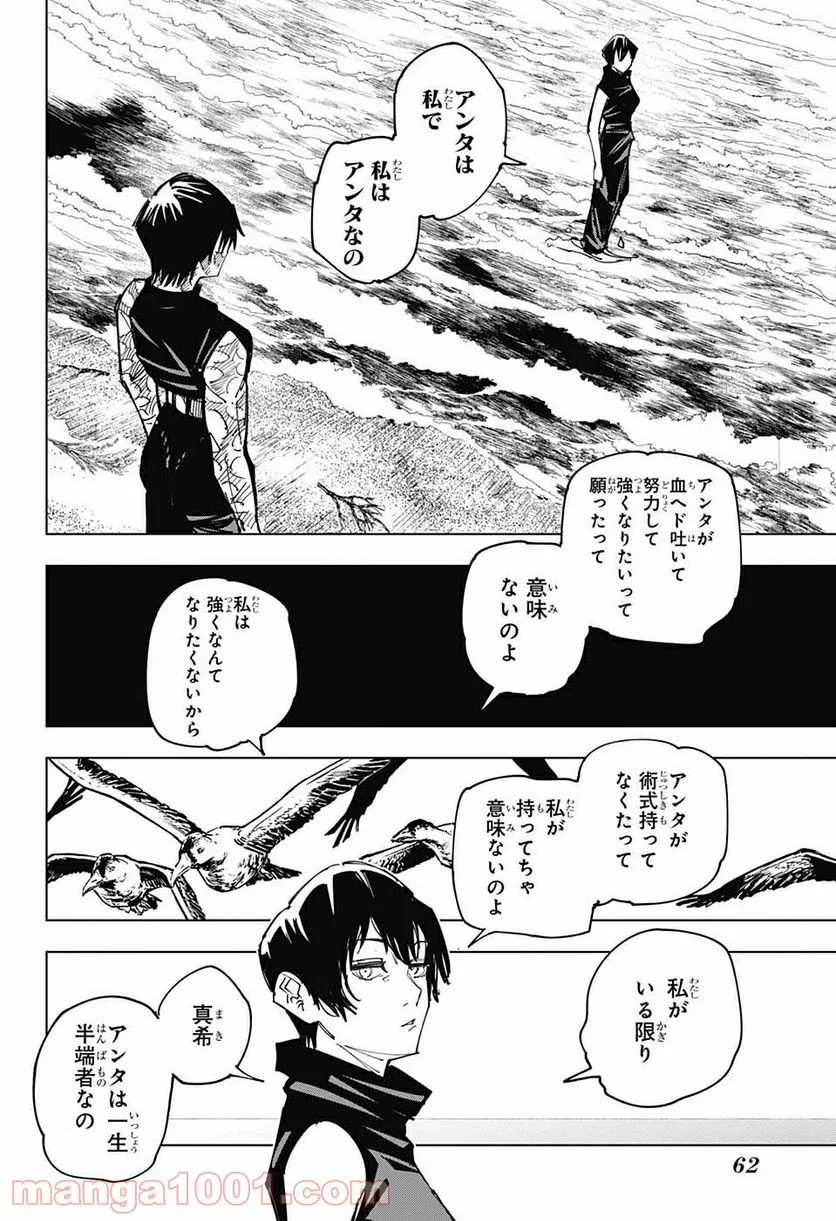 アンタは
私で
私は
アンタなの
アンタが
血ヘド吐いて
努力して
強くなりたいって
願ったって
意味
ないのよ
私は
強くなんて
なりたくないから
アンタが
術式持って
なくたって
私が
持ってちゃ
意味ないのよ
私が
いる限り
真希
アンタは一生
半端者なの
62
manga1001.com